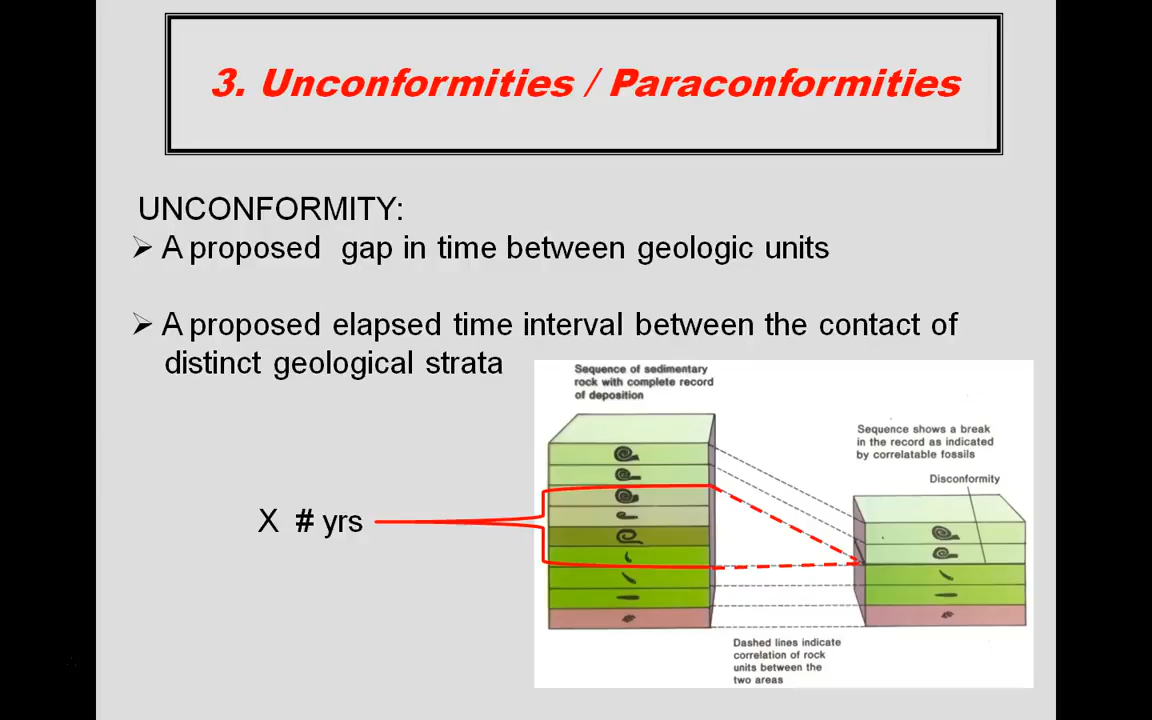 3. Unconformities / Paraconformities
UNCONFORMITY:
➢ A proposed gap in time between geologic units
➢ A proposed elapsed time interval between the contact of
distinct geological strata
Sequence of sedimentary
rock with complete record
of deposition
Sequence shows a break
in the record as indicated
by correlatable fossils
Disconformity
X # yrs
Dashed lines indicate
correlation of rock
units between the
two areas